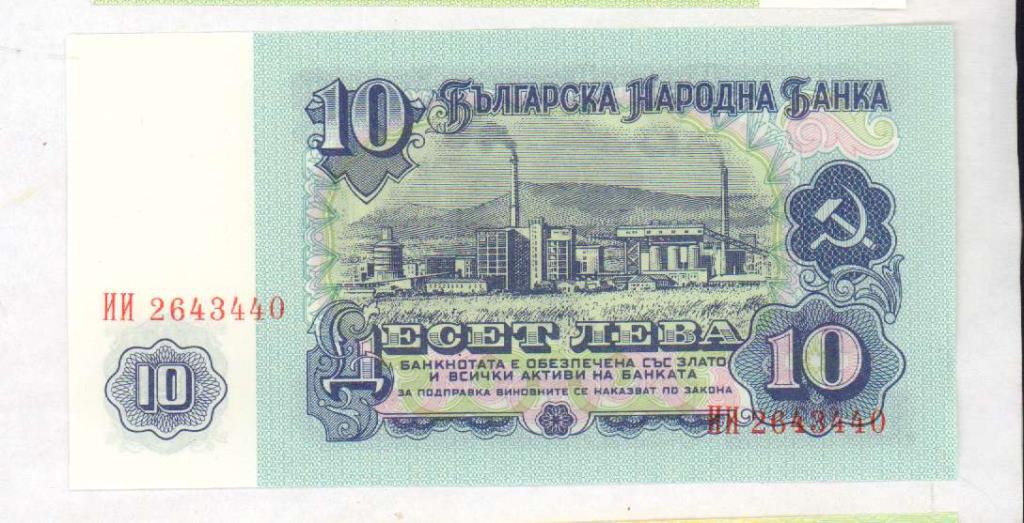 10
Българска Народна Банка
ИИ 2643440
ДЕСЕТ ЛЕВА
БАНКНОТАТА Е ОБЕЗПЕЧЕНА СЪС ЗЛАТО
И ВСИЧКИ АКТИВИ НА БАНКАТА
ЗА ПОДПРАВКА ВИНОВНИТЕ СЕ НАКАЗВАТ ПО ЗАКОНА
10
10
ИИ 2643440